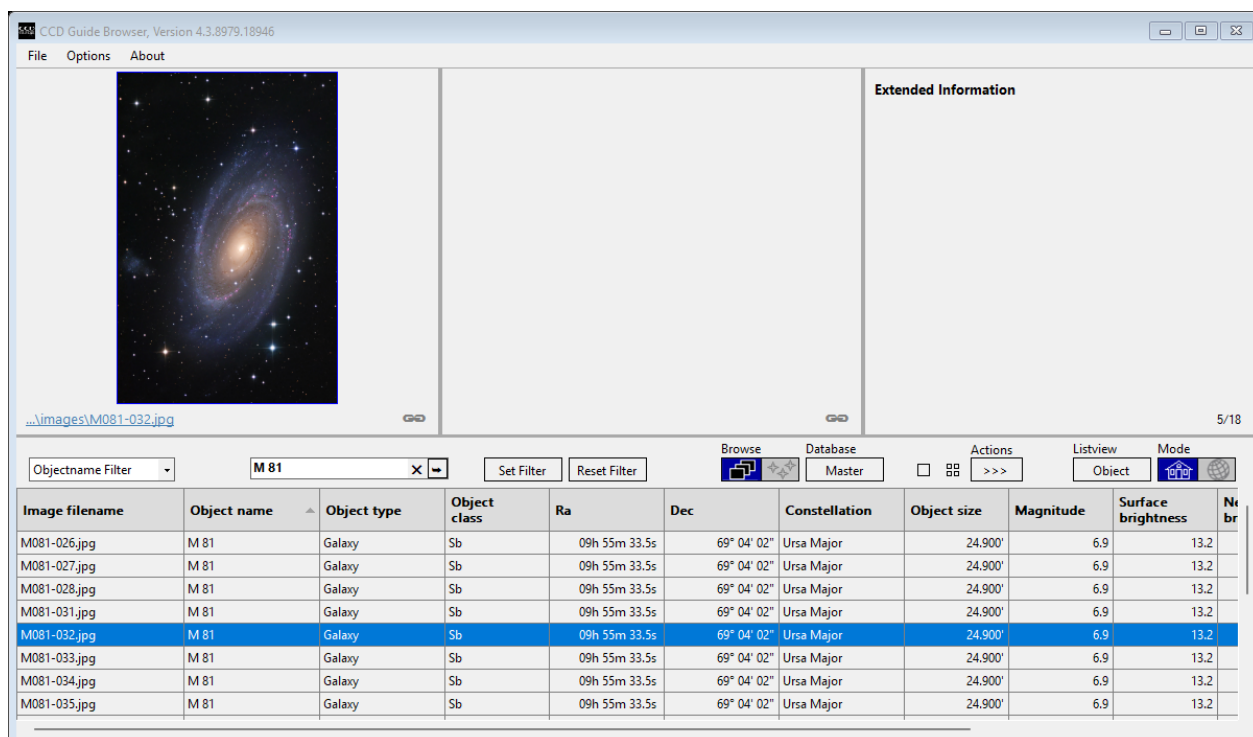 CCD Guide Browser, Version 4.3.8979.18946
File Options About
Extended Information
...\images\M081-032.jpg
5/18
Browse Database Actions Listview Mode
Objectname Filter M 81 Set Filter Reset Filter Master >>> Object
Image filename Object name Object type Object class Ra Dec Constellation Object size Magnitude Surface brightness
M081-026.jpg M 81 Galaxy Sb 09h 55m 33.5s 69° 04' 02" Ursa Major 24.900' 6.9 13.2
M081-027.jpg M 81 Galaxy Sb 09h 55m 33.5s 69° 04' 02" Ursa Major 24.900' 6.9 13.2
M081-028.jpg M 81 Galaxy Sb 09h 55m 33.5s 69° 04' 02" Ursa Major 24.900' 6.9 13.2
M081-031.jpg M 81 Galaxy Sb 09h 55m 33.5s 69° 04' 02" Ursa Major 24.900' 6.9 13.2
M081-032.jpg M 81 Galaxy Sb 09h 55m 33.5s 69° 04' 02" Ursa Major 24.900' 6.9 13.2
M081-033.jpg M 81 Galaxy Sb 09h 55m 33.5s 69° 04' 02" Ursa Major 24.900' 6.9 13.2
M081-034.jpg M 81 Galaxy Sb 09h 55m 33.5s 69° 04' 02" Ursa Major 24.900' 6.9 13.2
M081-035.jpg M 81 Galaxy Sb 09h 55m 33.5s 69° 04' 02" Ursa Major 24.900' 6.9 13.2